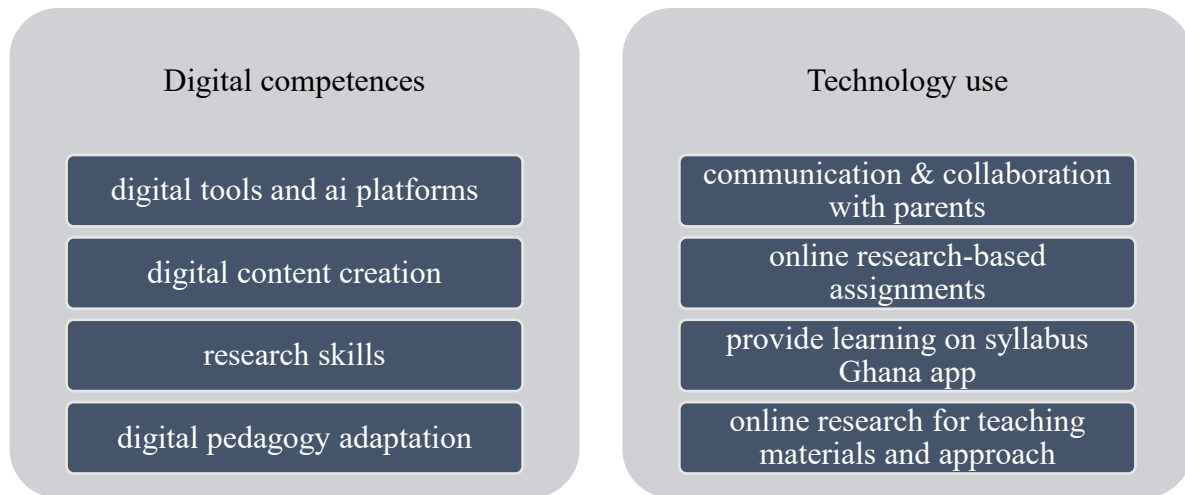 Digital competences
digital tools and ai platforms
digital content creation
research skills
digital pedagogy adaptation
Technology use
communication & collaboration
with parents
online research-based
assignments
provide learning on syllabus
Ghana app
online research for teaching
materials and approach